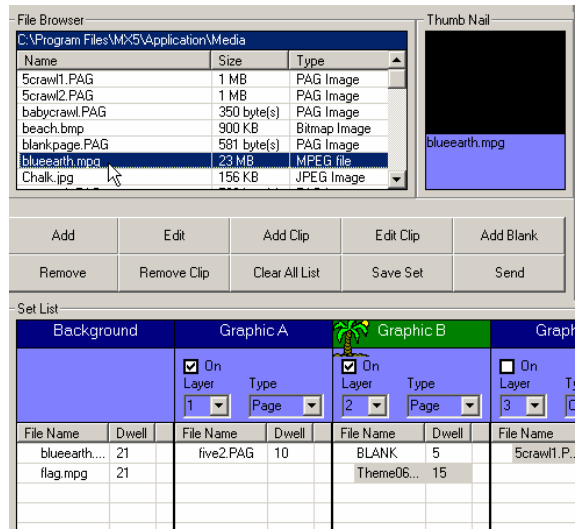 File Browser
Thumb Nail
C:\Program Files\MX5\Application\Media
Name Size Type
5crawl1.PAG 1 MB PAG Image
5crawl2.PAG 1 MB PAG Image
babycrawl.PAG 350 byte(s) PAG Image
beach.bmp 900 KB Bitmap Image
blankpage.PAG 581 byte(s) PAG Image
blueearth.mpg 23 MB MPEG file
Chalk.jpg 156 KB JPEG Image
blueearth.mpg
Add Edit Add Clip Edit Clip Add Blank
Remove Remove Clip Clear All List Save Set Send
Set List
Background Graphic A Graphic B Graph
On On On
Layer Type Layer Type Layer
1 Page 2 Page 3
File Name Dwell File Name Dwell File Name Dwell File Name
blueearth.... 21 five2.PAG 10 BLANK 5 5crawl1.P...
flag.mpg 21 Theme06... 15